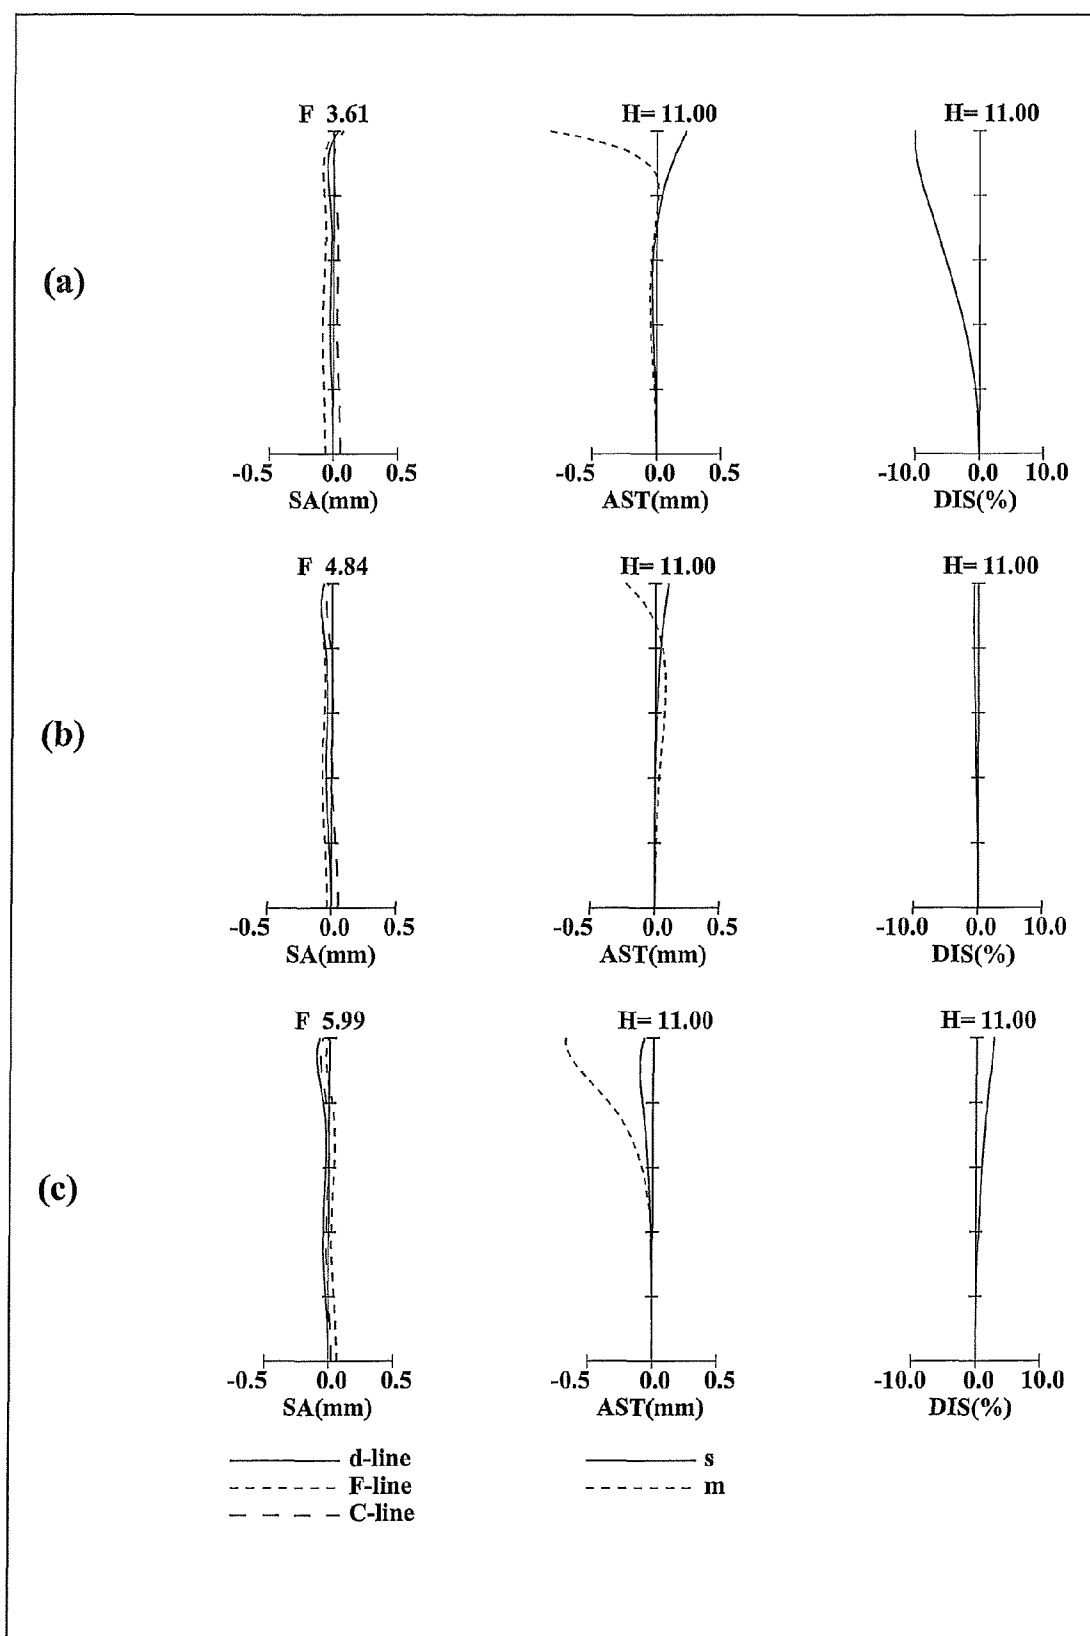 (a)
F 3.61
-0.5 0.0 0.5
SA(mm)
H= 11.00
-0.5 0.0 0.5
AST(mm)
H= 11.00
-10.0 0.0 10.0
DIS(%)
(b)
F 4.84
-0.5 0.0 0.5
SA(mm)
H= 11.00
-0.5 0.0 0.5
AST(mm)
H= 11.00
-10.0 0.0 10.0
DIS(%)
(c)
F 5.99
-0.5 0.0 0.5
SA(mm)
H= 11.00
-0.5 0.0 0.5
AST(mm)
H= 11.00
-10.0 0.0 10.0
DIS(%)
d-line
F-line
C-line
s
m